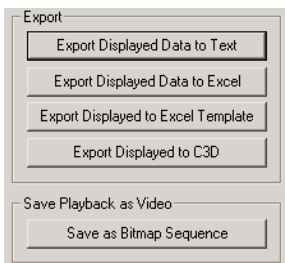 Export
Export Displayed Data to Text
Export Displayed Data to Excel
Export Displayed to Excel Template
Export Displayed to C3D
Save Playback as Video
Save as Bitmap Sequence